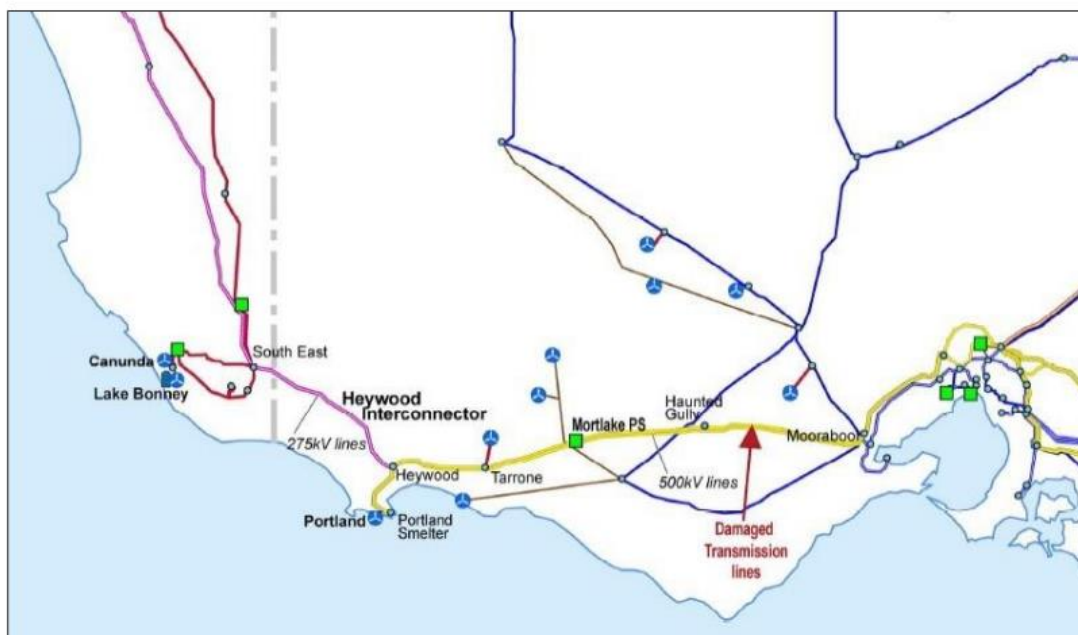 Canunda
Lake Bonney
South East
Heywood
Interconnector
275kV lines
Heywood
Tarrone
Mortlake PS
Haunted
Gully
Moorabool
500kV lines
Portland
Portland
Smelter
Damaged
Transmission
lines